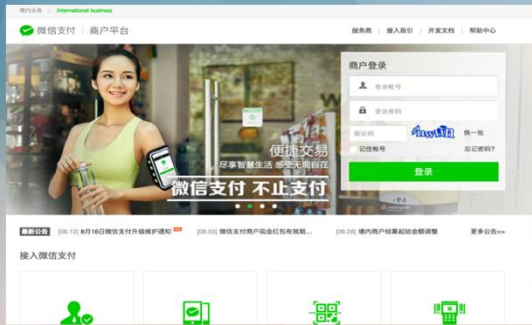 境内业务 | International business
微信支付 | 商户平台
服务商 | 接入指引 | 开发文档 | 帮助中心
商户登录
登录帐号
登录密码
验证码
换一张
记住帐号
忘记密码?
登录
便捷交易
尽享智慧生活 感受无现自在
微信支付 不止支付
最新公告
[08.12] 8月16日微信支付升级维护通知
[08.03] 微信支付商户现金红包有效期...
[06.28] 境内商户结算起结金额调整
更多公告>>
接入微信支付